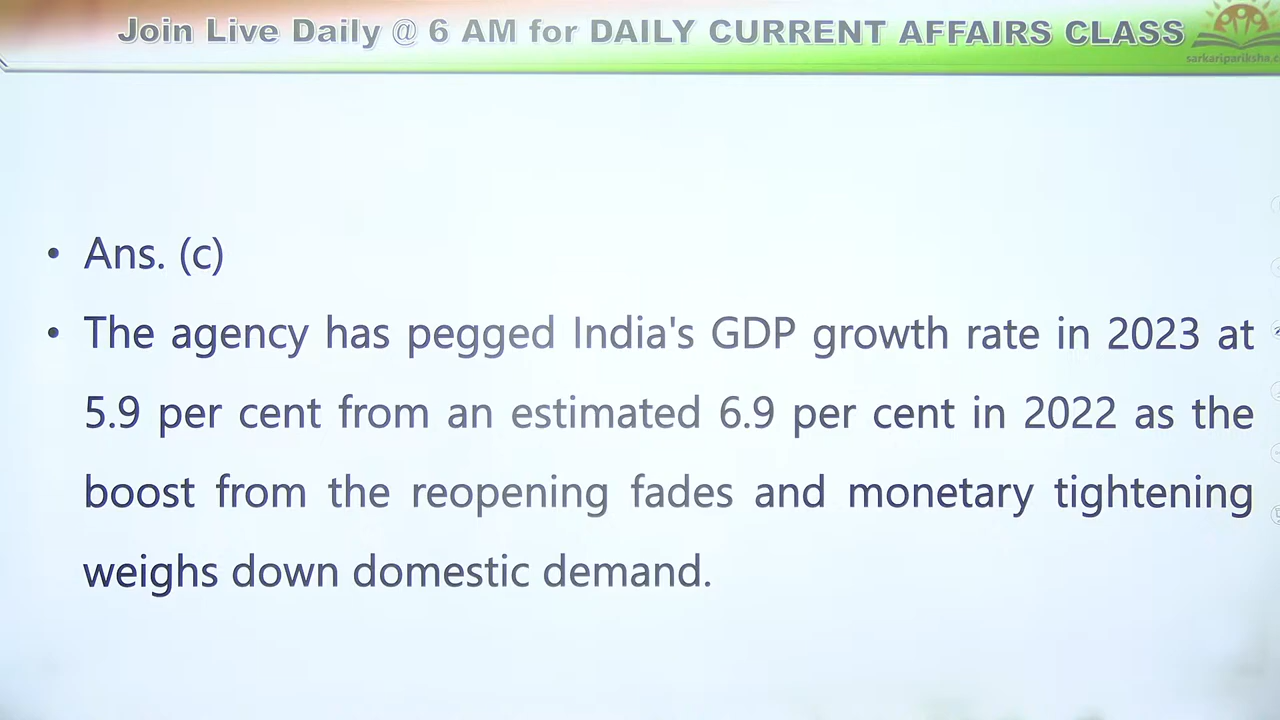 Join Live Daily @ 6 AM for DAILY CURRENT AFFAIRS CLASS
• Ans. (c)
• The agency has pegged India's GDP growth rate in 2023 at
5.9 per cent from an estimated 6.9 per cent in 2022 as the
boost from the reopening fades and monetary tightening
weighs down domestic demand.